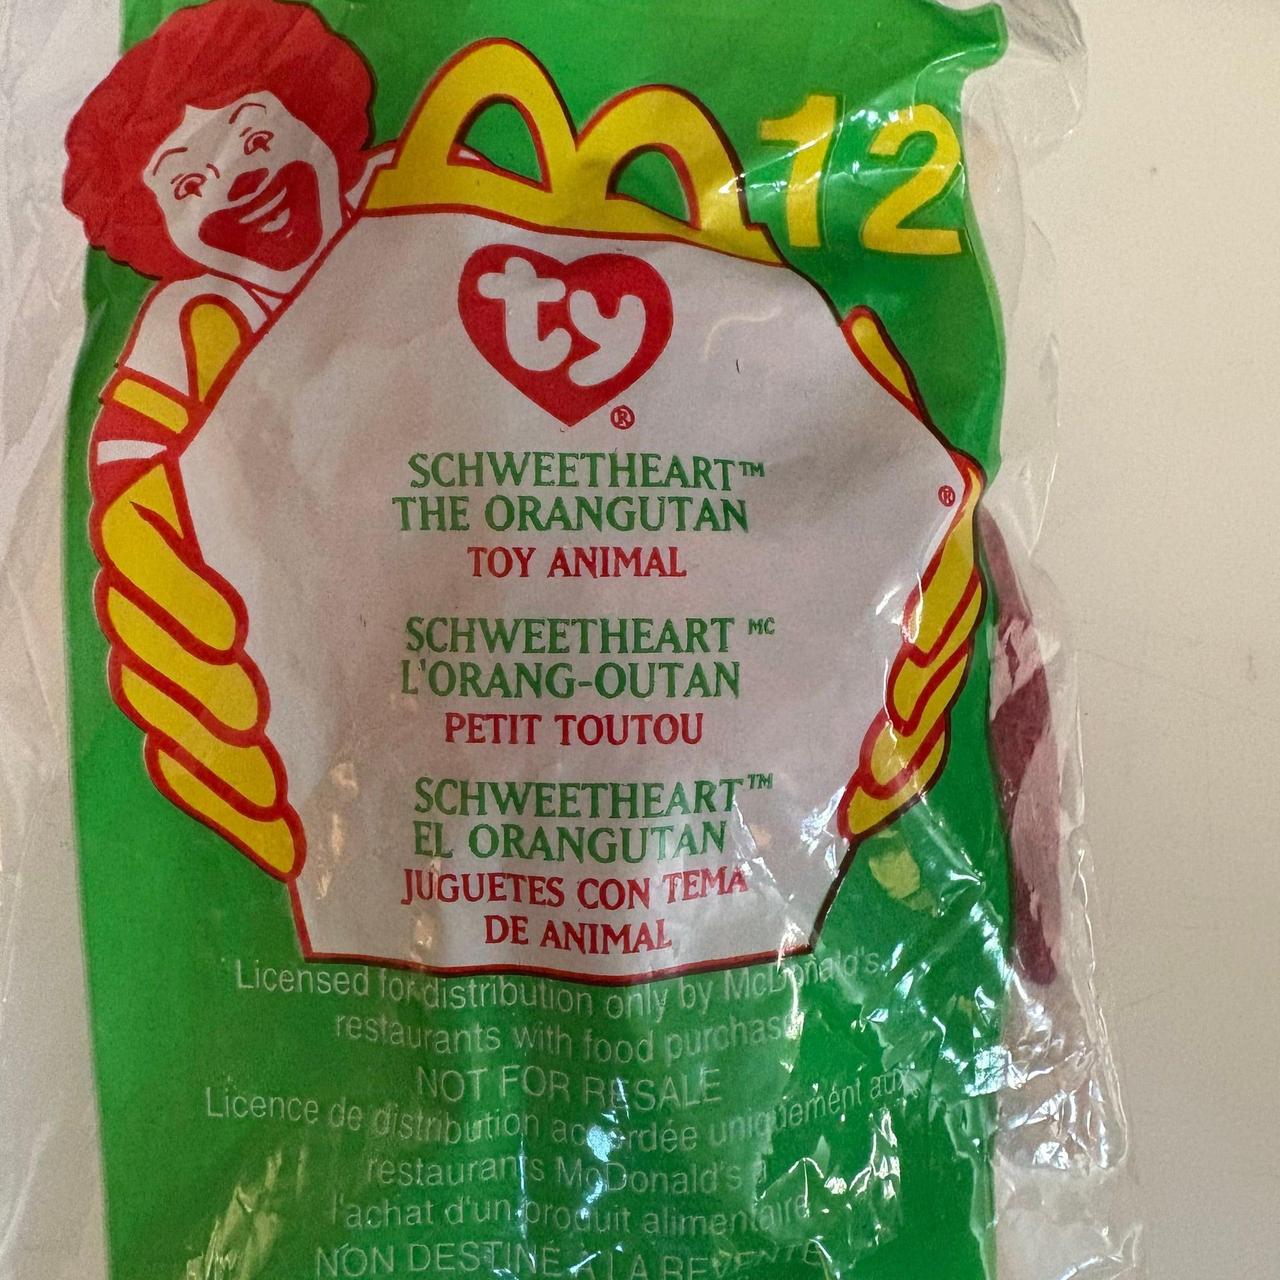 12
ty®
SCHWEETHEART™
THE ORANGUTAN
®
TOY ANIMAL
SCHWEETHEART MC
L'ORANG-OUTAN
PETIT TOUTOU
SCHWEETHEART™
EL ORANGUTAN
JUGUETES CON TEMA
DE ANIMAL
Licensed for distribution only by McDonald's
restaurants with food purchase
NOT FOR RESALE
Licence de distribution accordée uniquement aux
restaurants McDonald's à
l'achat d'un produit alimentaire
NON DESTINÉ À LA REVENTE